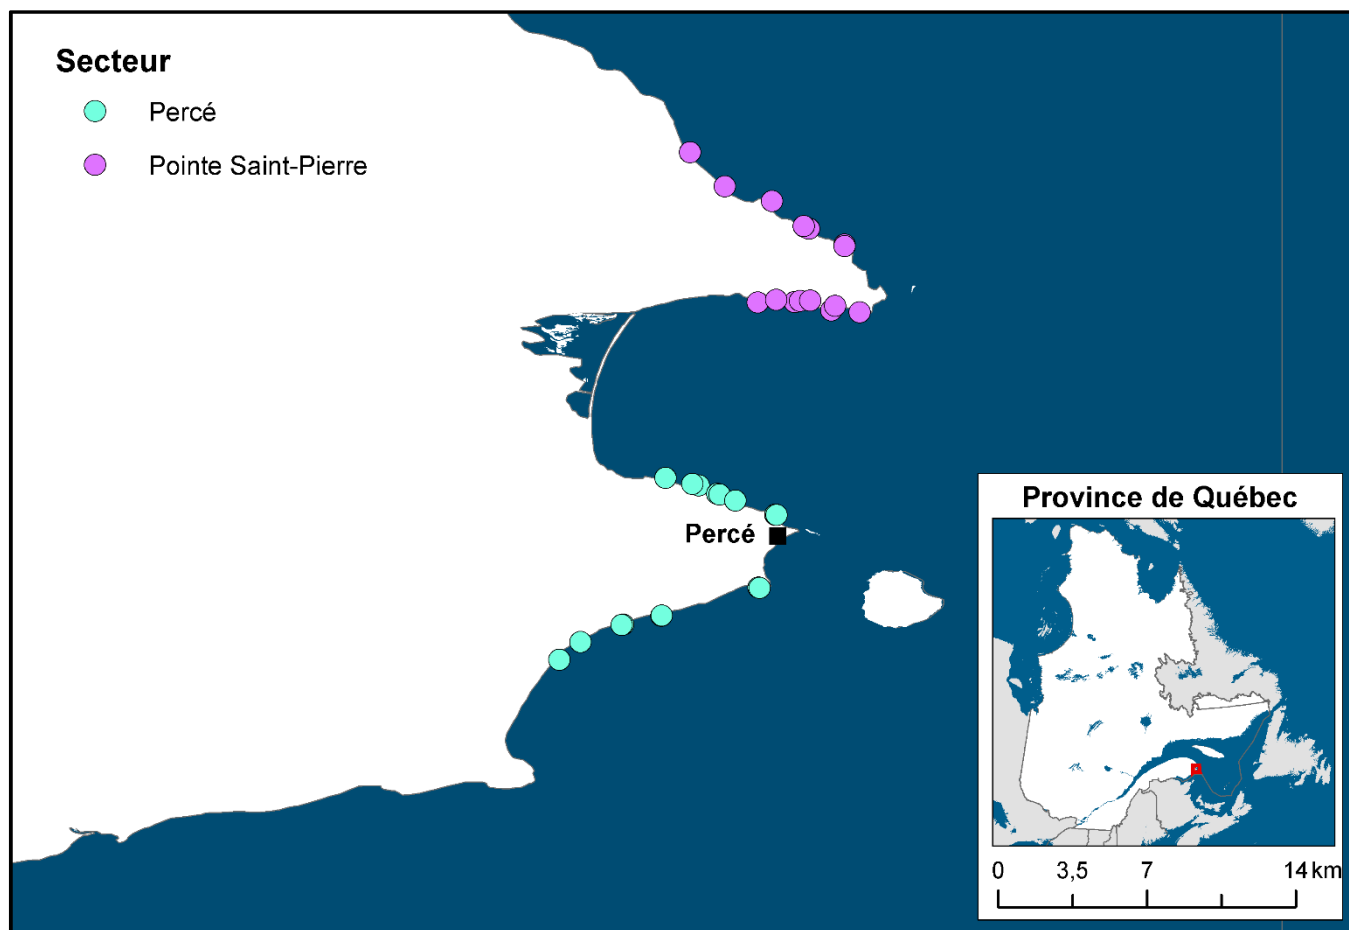 Secteur
Percé
Pointe Saint-Pierre
Percé
Province de Québec
0 3,5 7 14 km